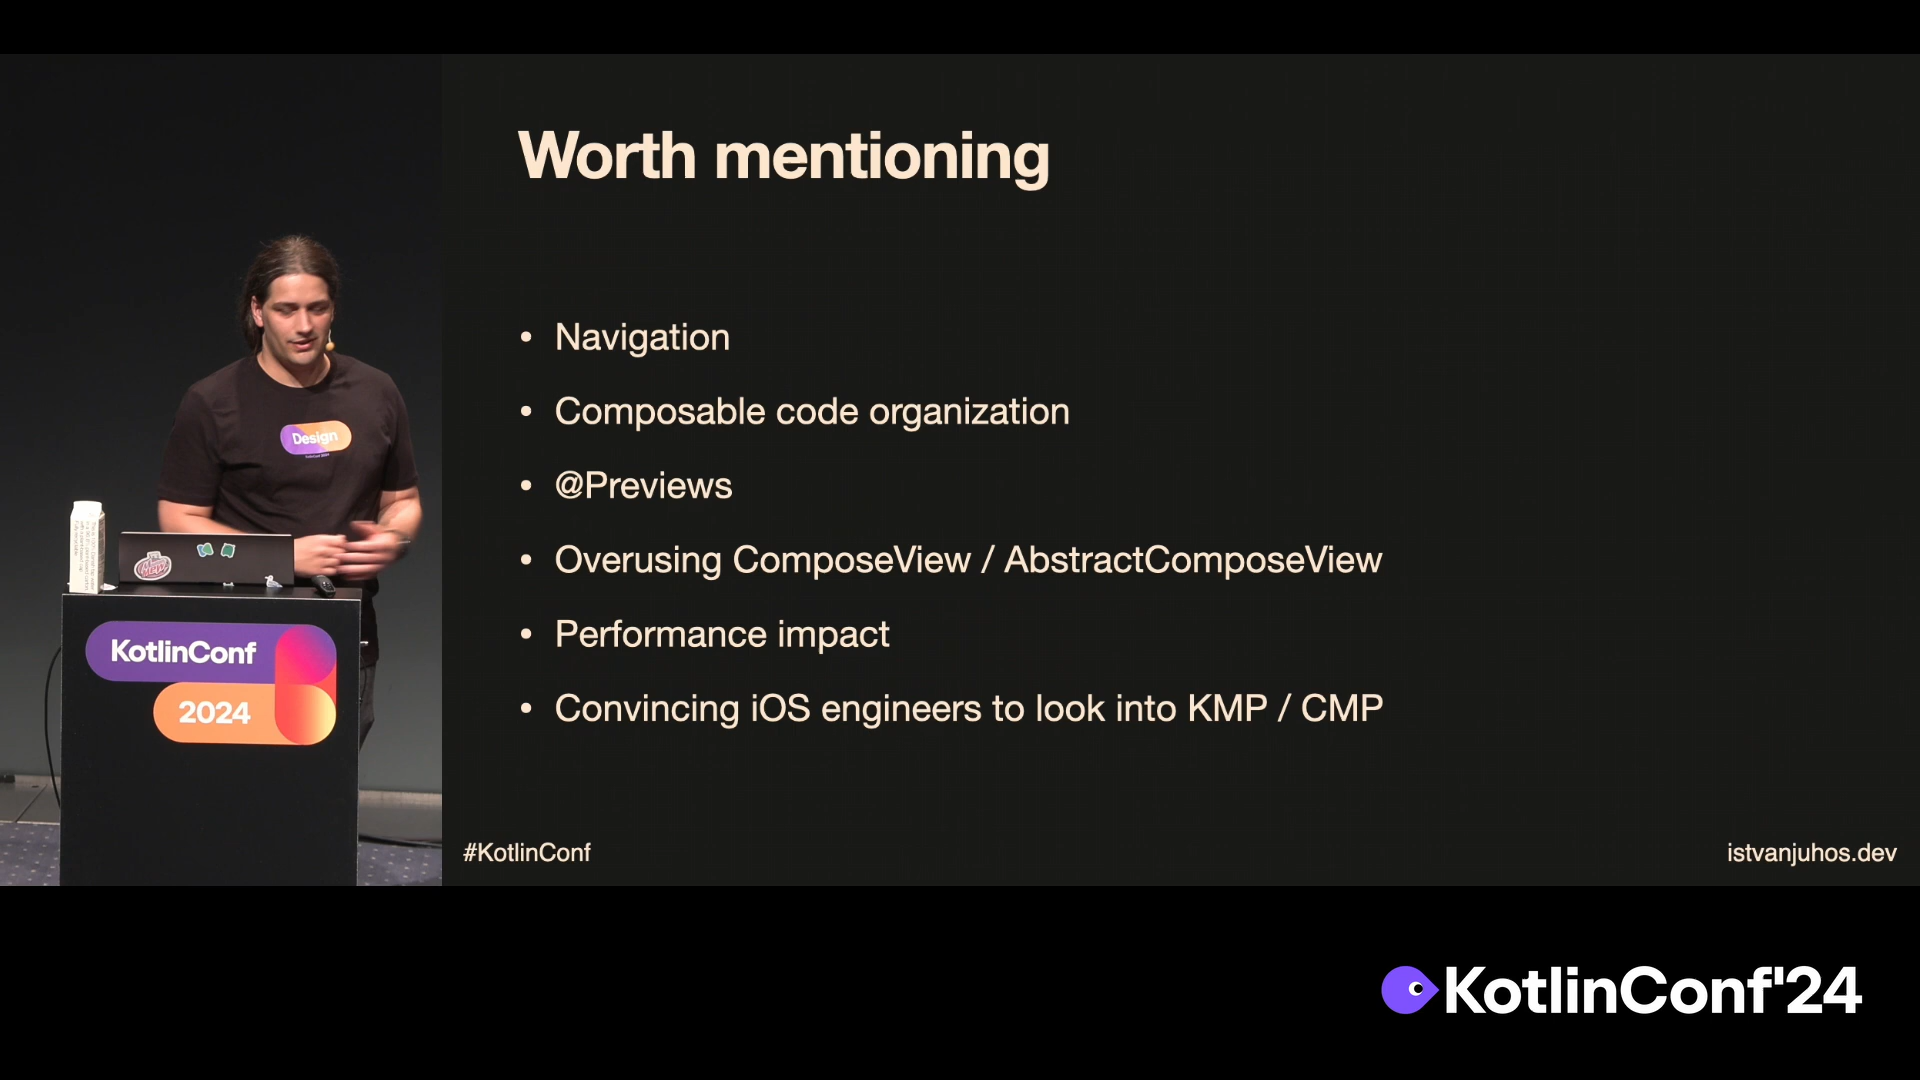 Worth mentioning
• Navigation
• Composable code organization
• @Previews
• Overusing ComposeView / AbstractComposeView
• Performance impact
• Convincing iOS engineers to look into KMP / CMP
#KotlinConf
istvanjuhos.dev
Design
KotlinConf
2024
KotlinConf'24